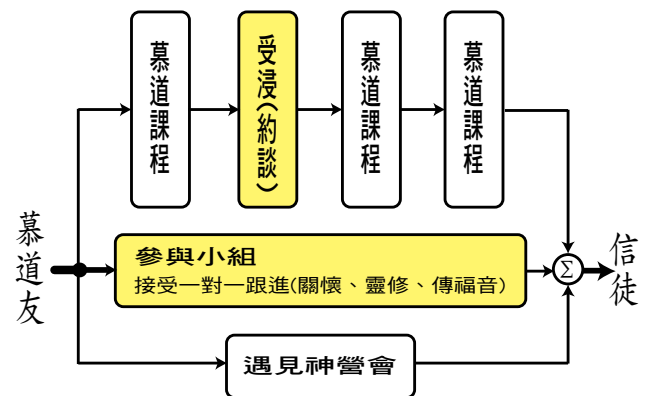 慕道課程
受浸(約談)
慕道課程
慕道課程
慕道友
參與小組
接受一對一跟進(關懷、靈修、傳福音)
Σ
信徒
遇見神營會